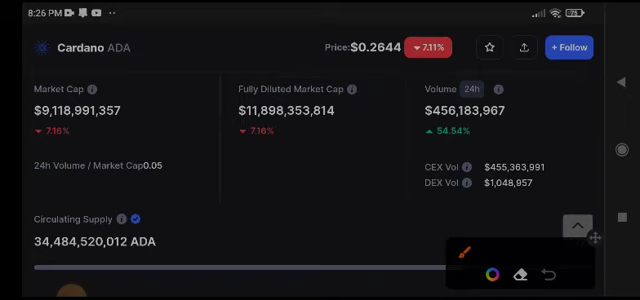 8:26 PM
75
Cardano ADA
Price:$0.2644 7.11%
+ Follow
Market Cap Fully Diluted Market Cap Volume 24h
$9,118,991,357 $11,898,353,814 $456,183,967
7.16% 7.16% 54.54%
24h Volume / Market Cap0.05
CEX Vol $455,363,991
DEX Vol $1,048,957
Circulating Supply
34,484,520,012 ADA